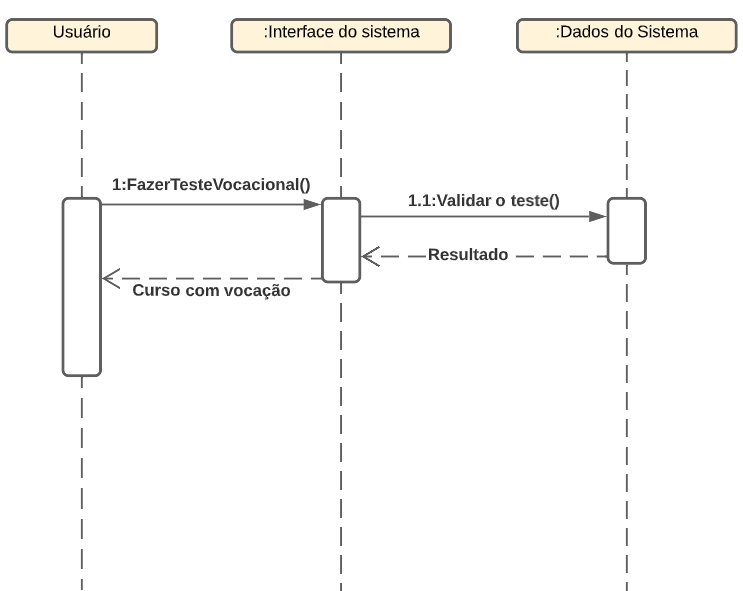 Usuário
:Interface do sistema
:Dados do Sistema
1:FazerTesteVocacional()
1.1:Validar o teste()
Resultado
Curso com vocação